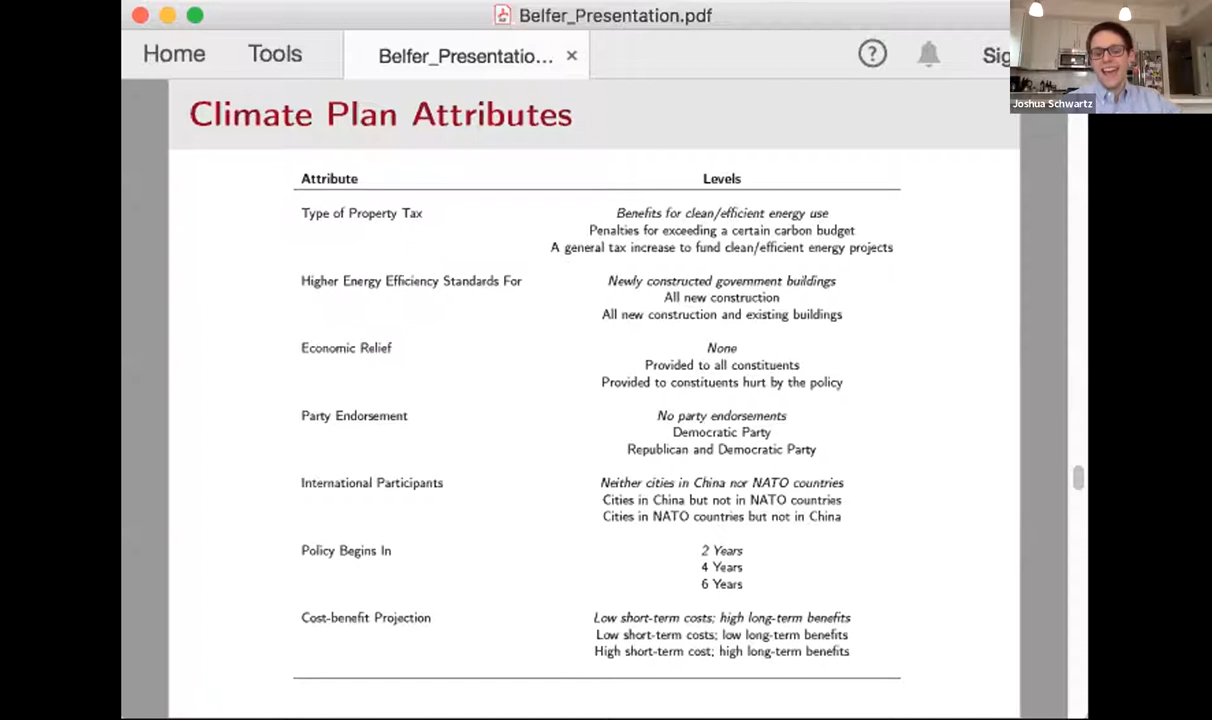 Belfer_Presentation.pdf
Home
Tools
Belfer_Presentatio... ×
?
Sig
Joshua Schwartz
Climate Plan Attributes
Attribute Levels
Type of Property Tax Benefits for clean/efficient energy use
Penalties for exceeding a certain carbon budget
A general tax increase to fund clean/efficient energy projects
Higher Energy Efficiency Standards For Newly constructed government buildings
All new construction
All new construction and existing buildings
Economic Relief None
Provided to all constituents
Provided to constituents hurt by the policy
Party Endorsement No party endorsements
Democratic Party
Republican and Democratic Party
International Participants Neither cities in China nor NATO countries
Cities in China but not in NATO countries
Cities in NATO countries but not in China
Policy Begins In 2 Years
4 Years
6 Years
Cost-benefit Projection Low short-term costs; high long-term benefits
Low short-term costs; low long-term benefits
High short-term cost; high long-term benefits